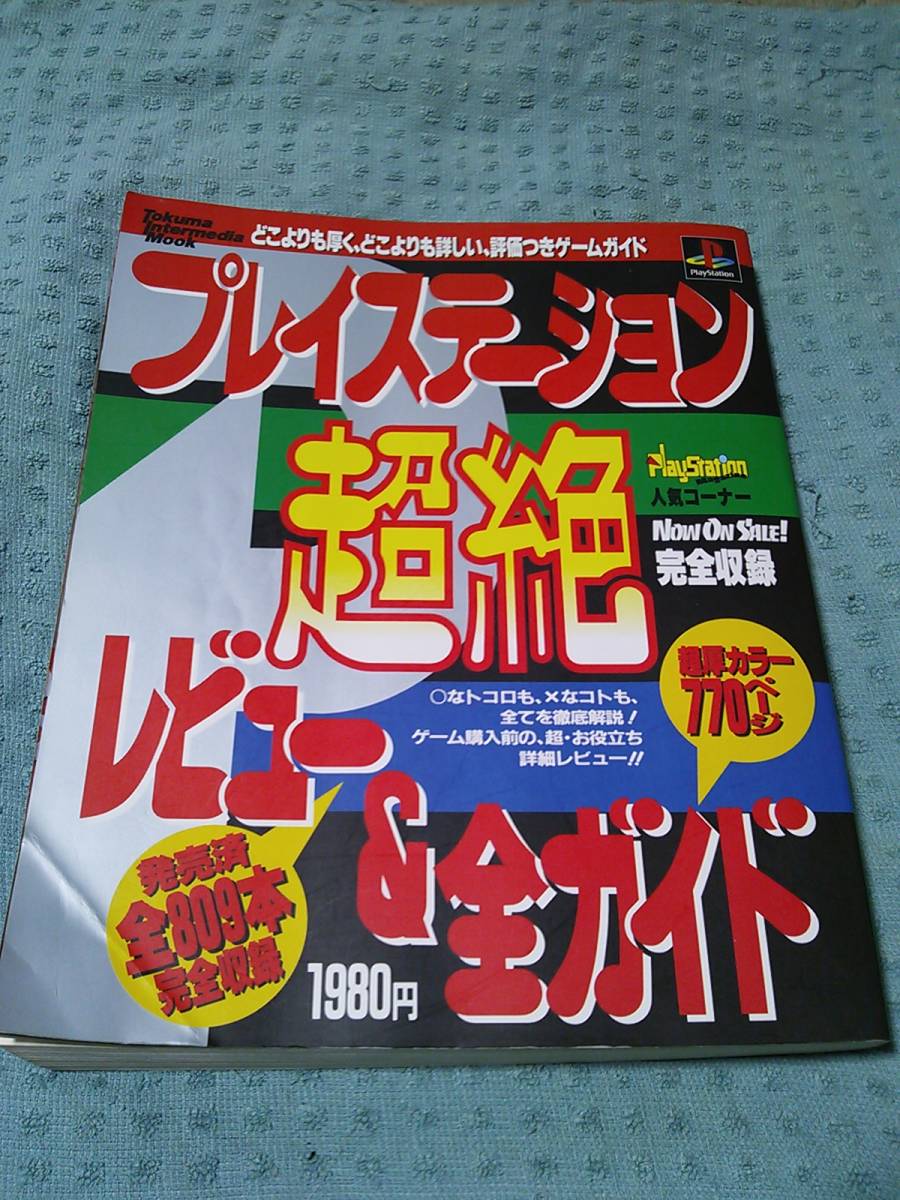 Tokuma
Intermedia
Mook
どこよりも厚く、どこよりも詳しい、評価つきゲームガイド
PlayStation
プレイステーション
超絶
PlayStation
Magazine
人気コーナー
NOW ON SALE!
完全収録
レビュー
○なトコロも、×なコトも、
全てを徹底解説!
ゲーム購入前の、超・お役立ち
詳細レビュー!!
超厚カラー
770ページ
&全ガイド
発売済
全809本
完全収録
1980円